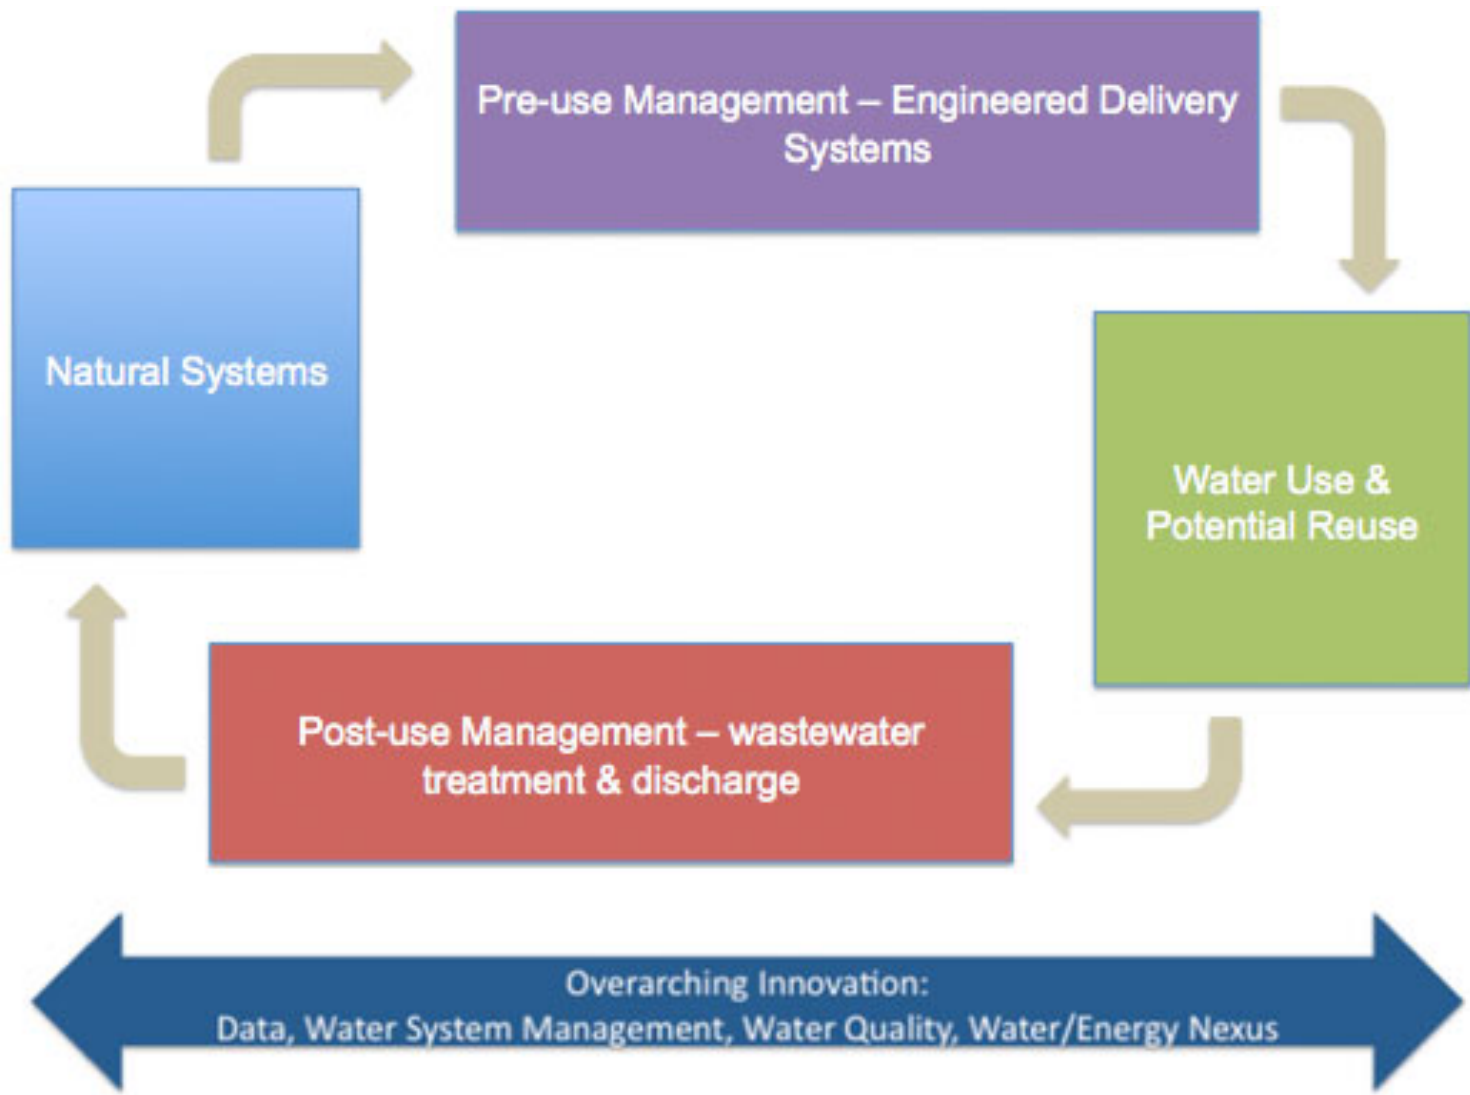 Pre-use Management – Engineered Delivery
Systems
Natural Systems
Water Use &
Potential Reuse
Post-use Management – wastewater
treatment & discharge
Overarching Innovation:
Data, Water System Management, Water Quality, Water/Energy Nexus